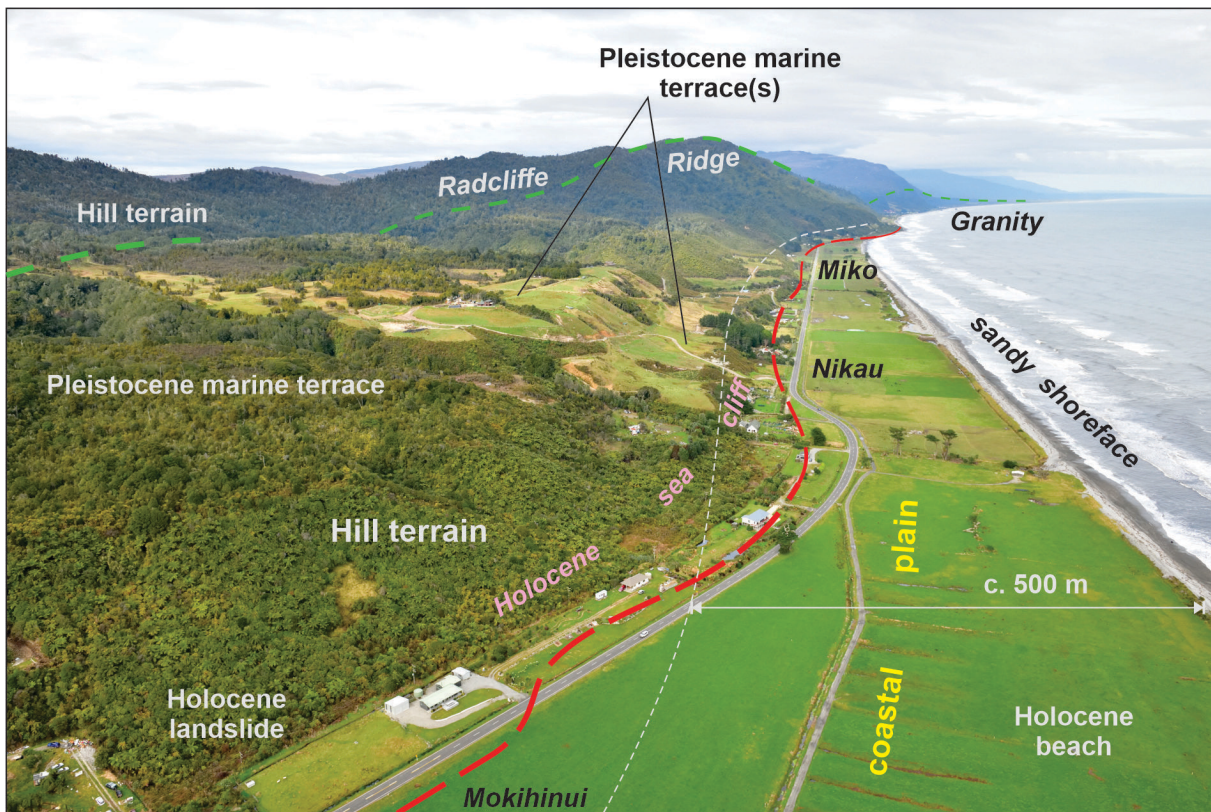 Pleistocene marine
terrace(s)
Radcliffe
Ridge
Hill terrain
Granity
Miko
sandy shoreface
Nikau
Pleistocene marine terrace
Holocene sea cliff
Hill terrain
plain
c. 500 m
Holocene
landslide
coastal
Holocene
beach
Mokihinui